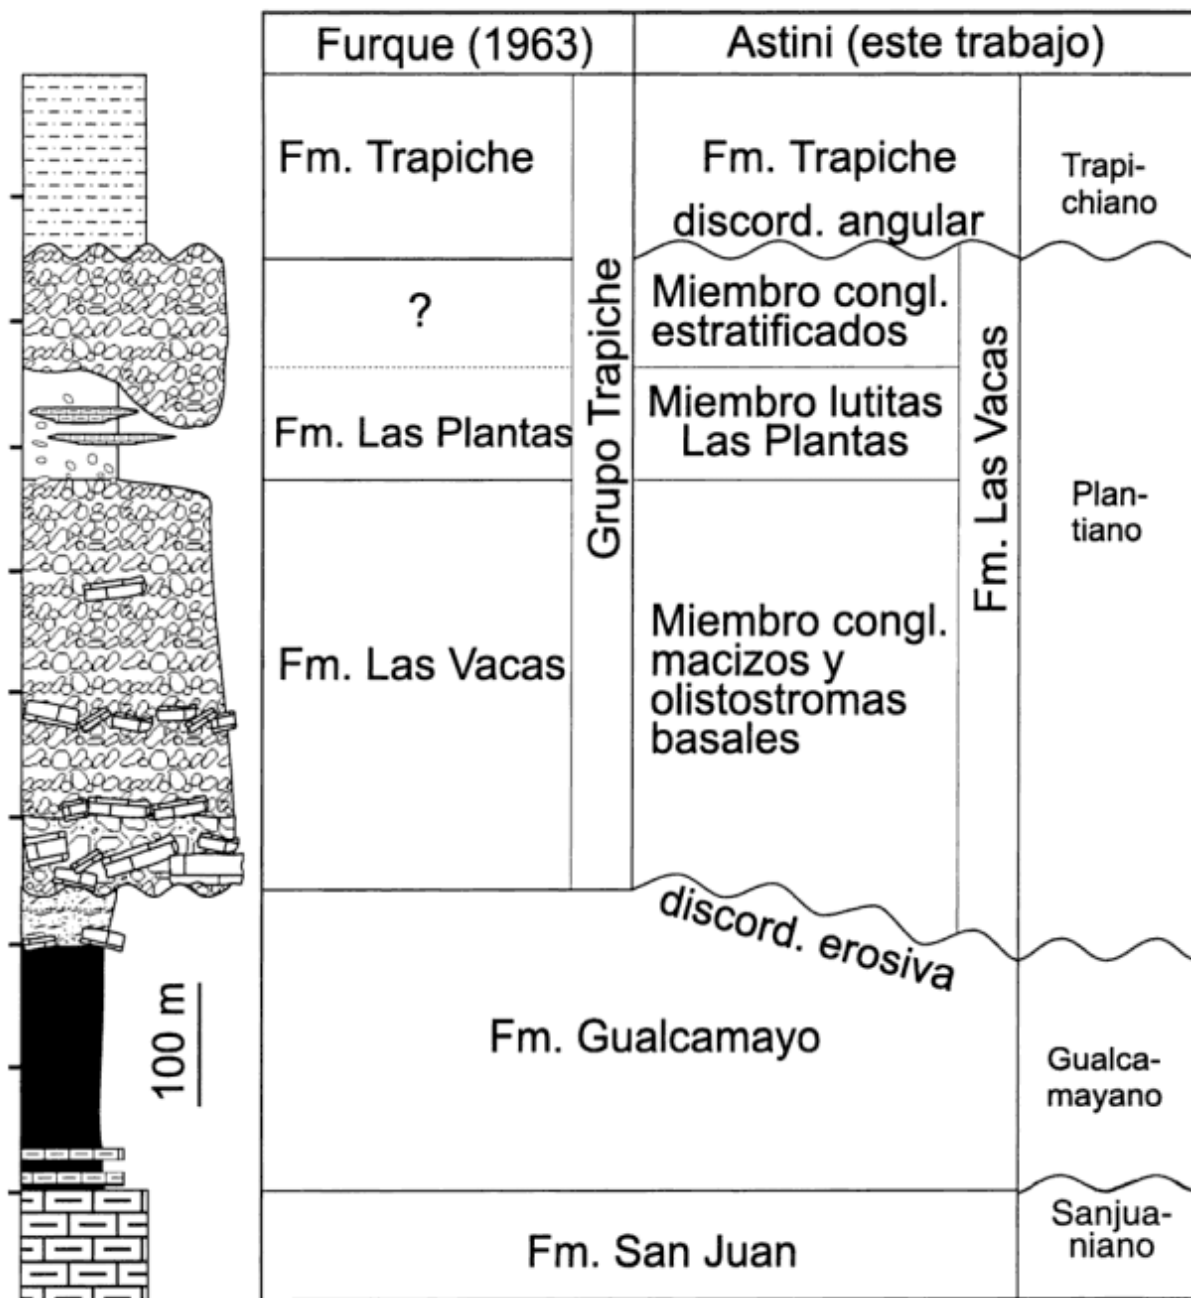 Furque (1963)
Astini (este trabajo)
Fm. Trapiche
Fm. Trapiche
discord. angular
Trapi-
chiano
?
Grupo Trapiche
Miembro congl.
estratificados
Fm. Las Vacas
Fm. Las Plantas
Miembro lutitas
Las Plantas
Plan-
tiano
Fm. Las Vacas
Miembro congl.
macizos y
olistostromas
basales
discord. erosiva
100 m
Fm. Gualcamayo
Gualca-
mayano
Fm. San Juan
Sanjua-
niano